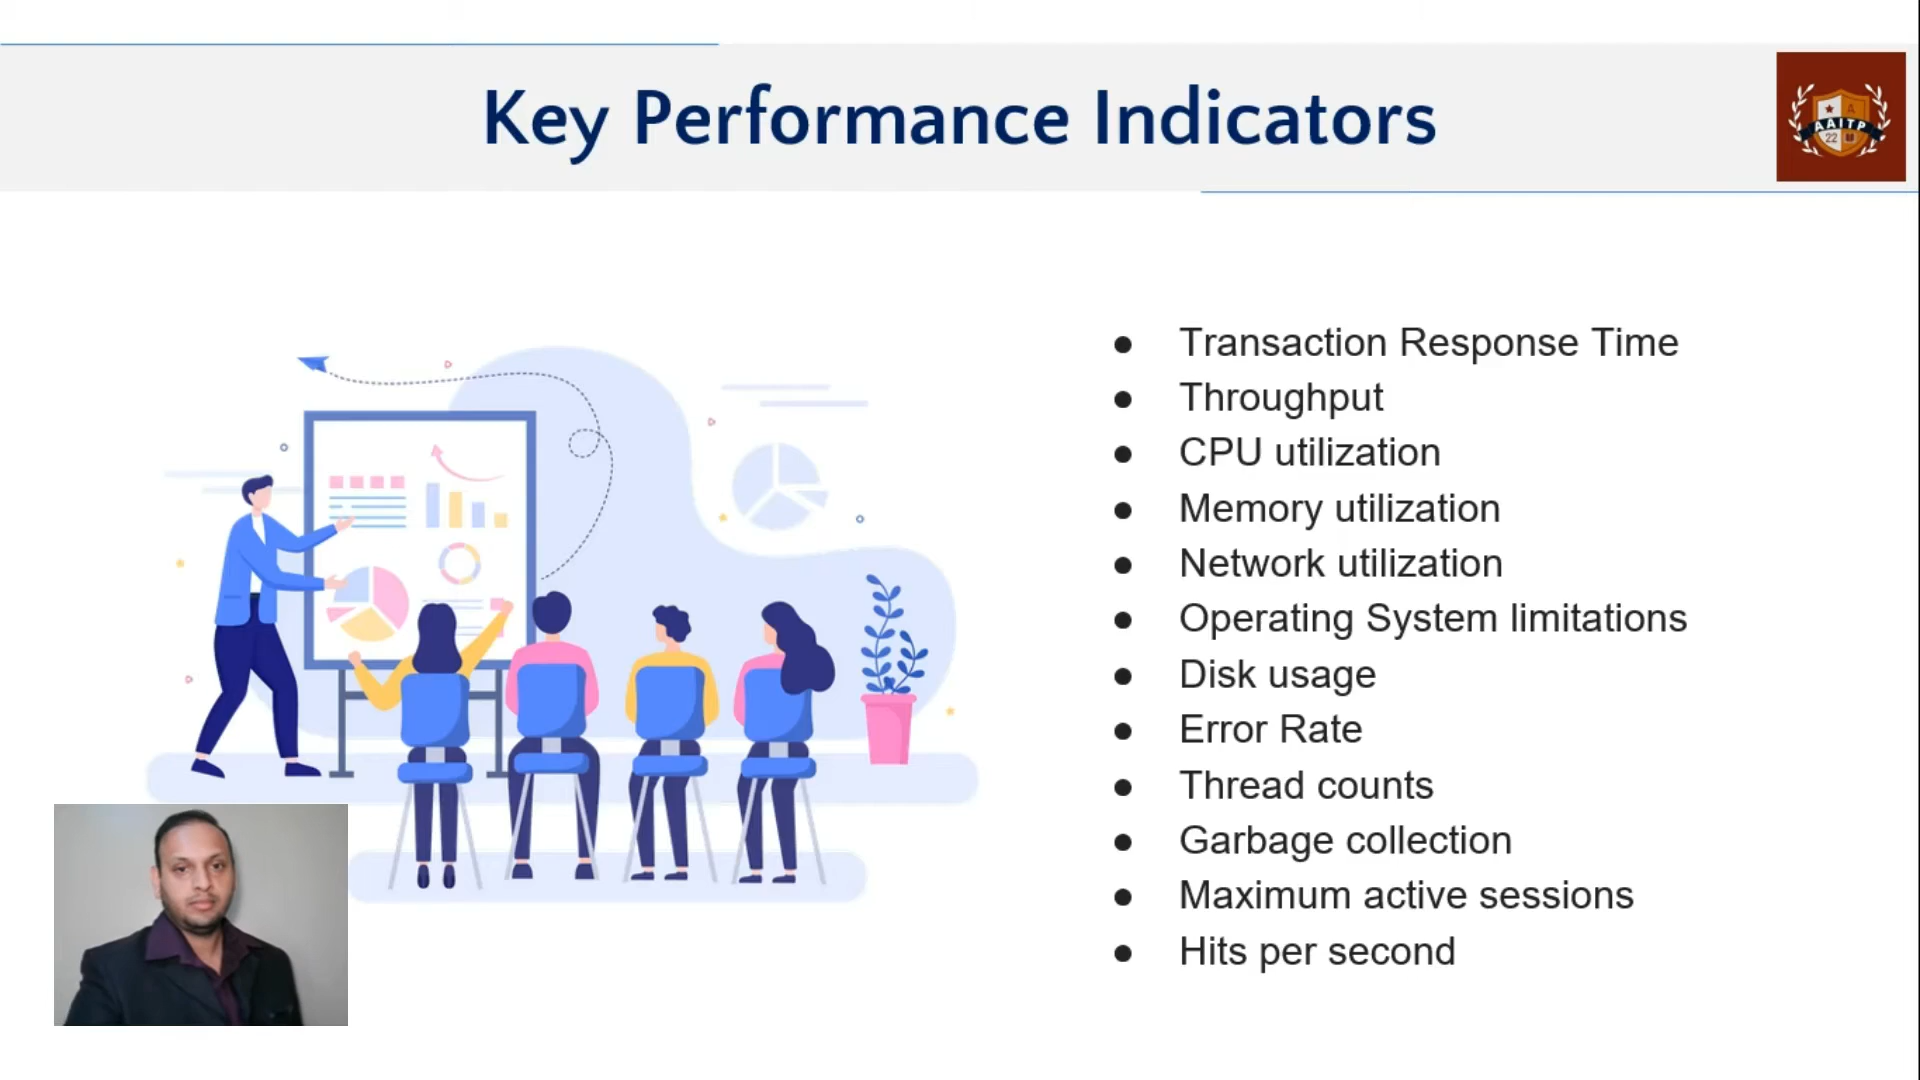 Key Performance Indicators
A
AAITP
22
● Transaction Response Time
● Throughput
● CPU utilization
● Memory utilization
● Network utilization
● Operating System limitations
● Disk usage
● Error Rate
● Thread counts
● Garbage collection
● Maximum active sessions
● Hits per second